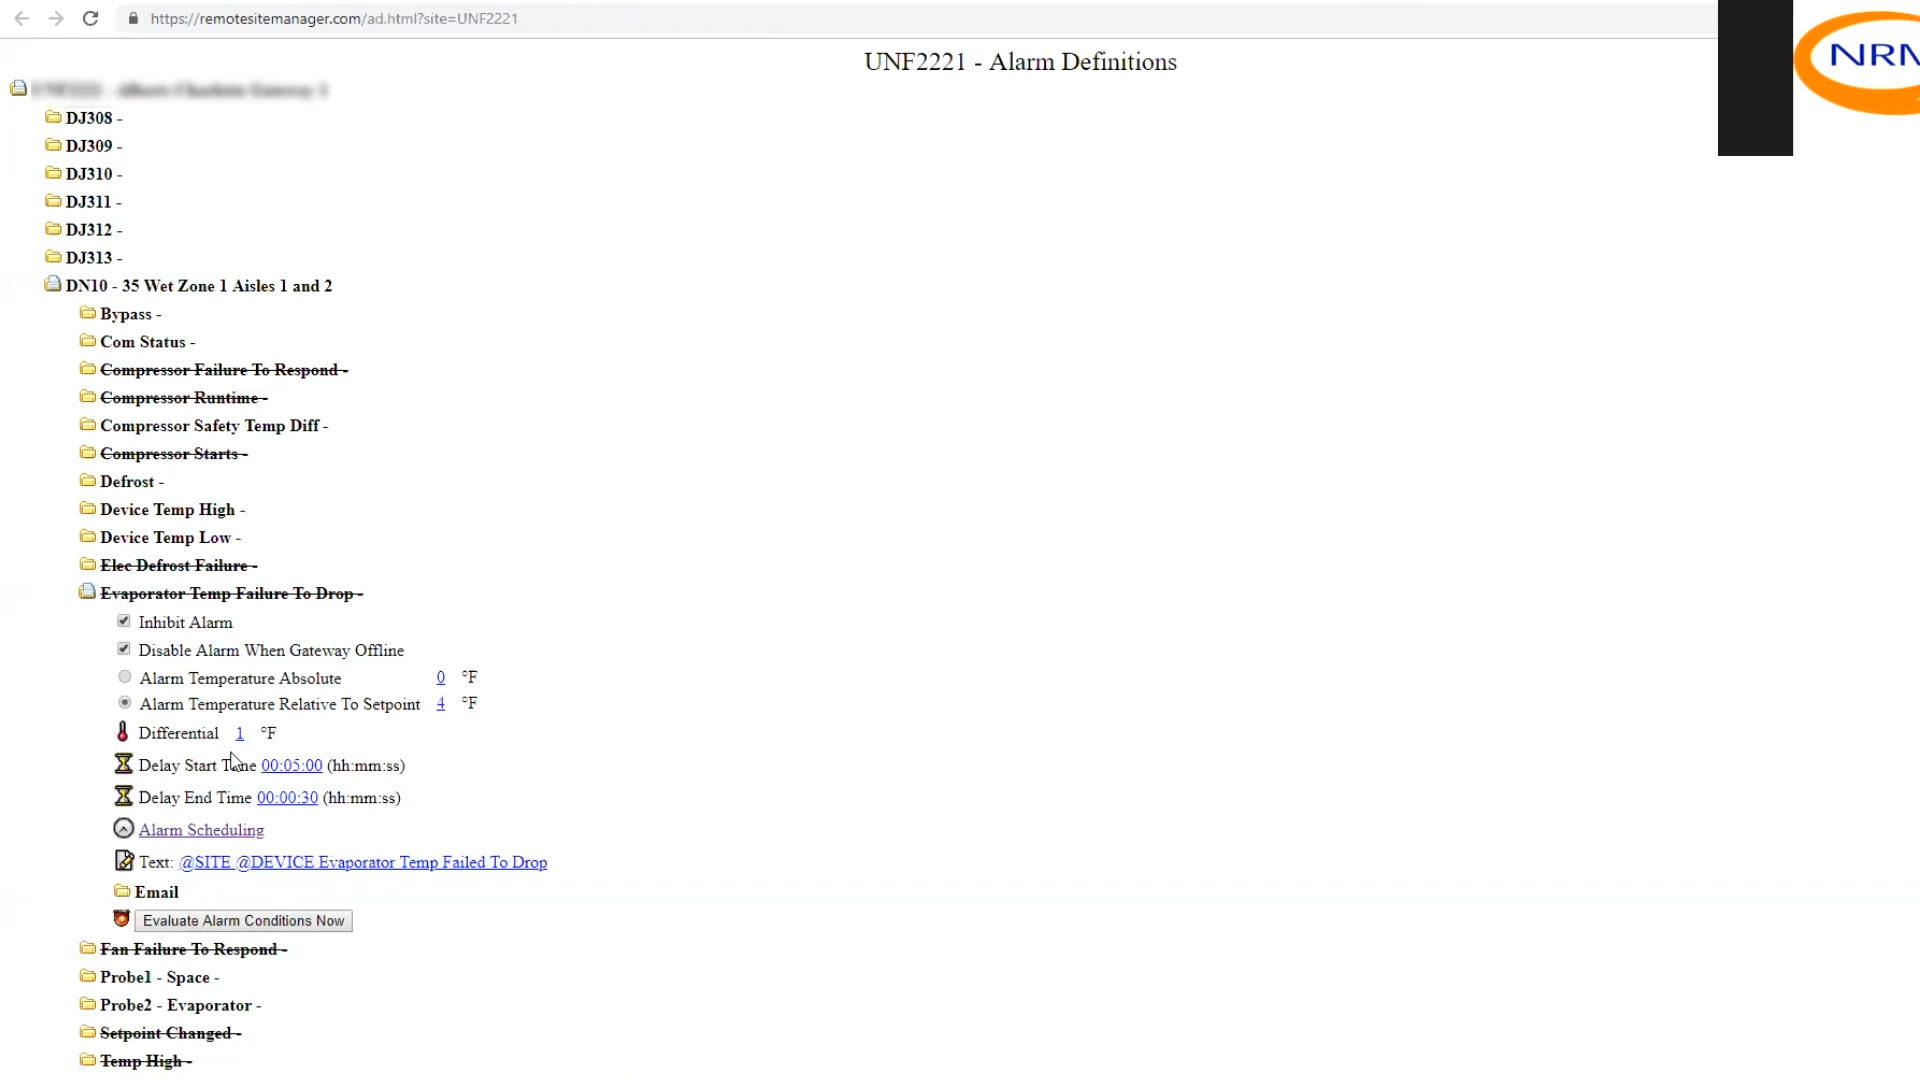 https://remotesitemanager.com/ad.html?site=UNF2221
NRM
UNF2221 - Alarm Definitions
DJ308 -
DJ309 -
DJ310 -
DJ311 -
DJ312 -
DJ313 -
DN10 - 35 Wet Zone 1 Aisles 1 and 2
Bypass -
Com Status -
Compressor Failure To Respond -
Compressor Runtime -
Compressor Safety Temp Diff -
Compressor Starts -
Defrost -
Device Temp High -
Device Temp Low -
Elec Defrost Failure -
Evaporator Temp Failure To Drop -
Inhibit Alarm
Disable Alarm When Gateway Offline
Alarm Temperature Absolute 0 °F
Alarm Temperature Relative To Setpoint 4 °F
Differential 1 °F
Delay Start Time 00:05:00 (hh:mm:ss)
Delay End Time 00:00:30 (hh:mm:ss)
Alarm Scheduling
Text: @SITE @DEVICE Evaporator Temp Failed To Drop
Email
Evaluate Alarm Conditions Now
Fan Failure To Respond -
Probe1 - Space -
Probe2 - Evaporator -
Setpoint Changed -
Temp High -